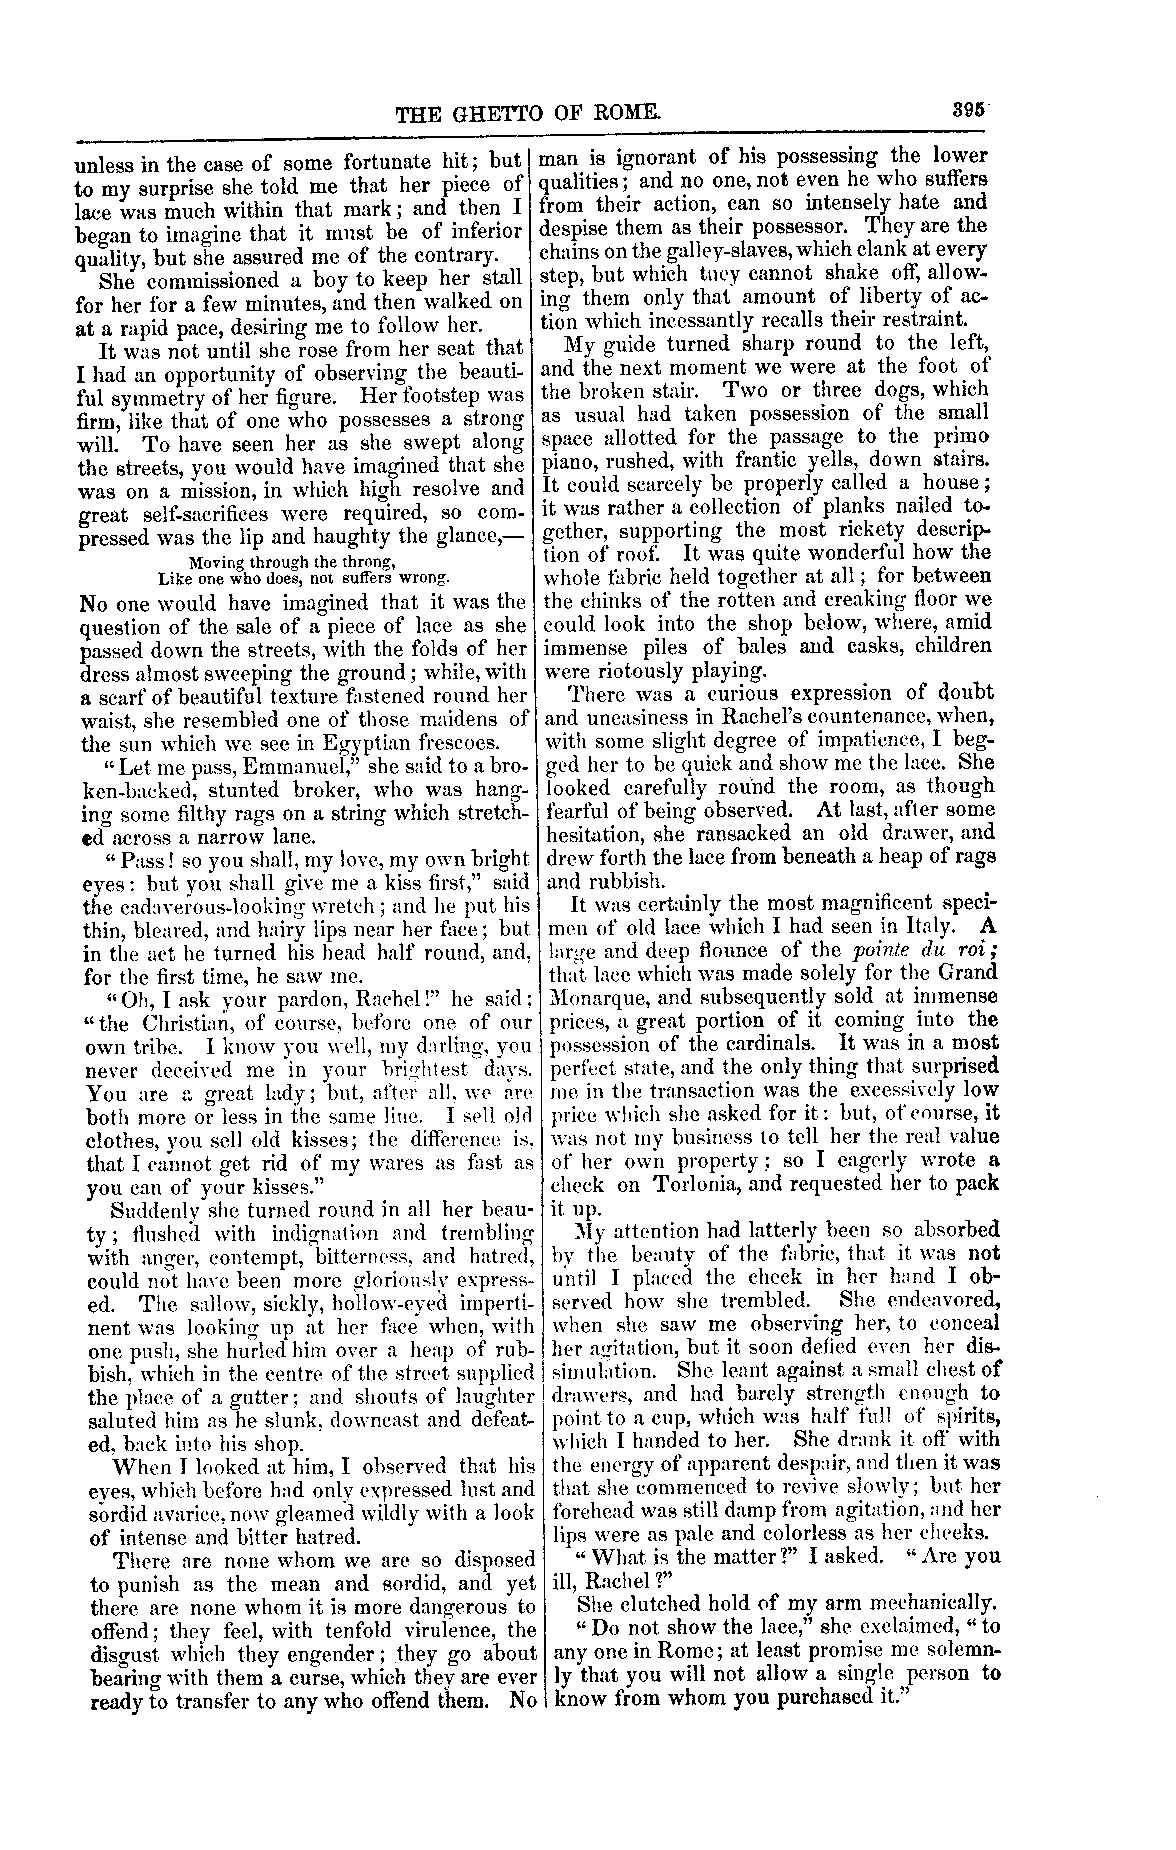 THE GHETTO OF ROME. 395
unless in the case of some fortunate hit; but
to my surprise she told me that her piece of
lace was much within that mark; and then I
began to imagine that it must be of inferior
quality, but she assured me of the contrary.
She commissioned a boy to keep her stall
for her for a few minutes, and then walked on
at a rapid pace, desiring me to follow her.
It was not until she rose from her seat that
I had an opportunity of observing the beauti-
ful symmetry of her figure. Her footstep was
firm, like that of one who possesses a strong
will. To have seen her as she swept along
the streets, you would have imagined that she
was on a mission, in which high resolve and
great self-sacrifices were required, so com-
pressed was the lip and haughty the glance,—
Moving through the throng,
Like one who does, not suffers wrong.
No one would have imagined that it was the
question of the sale of a piece of lace as she
passed down the streets, with the folds of her
dress almost sweeping the ground; while, with
a scarf of beautiful texture fastened round her
waist, she resembled one of those maidens of
the sun which we see in Egyptian frescoes.
"Let me pass, Emmanuel," she said to a bro-
ken-backed, stunted broker, who was hang-
ing some filthy rags on a string which stretch-
ed across a narrow lane.
"Pass! so you shall, my love, my own bright
eyes: but you shall give me a kiss first," said
the cadaverous-looking wretch; and he put his
thin, bleared, and hairy lips near her face; but
in the act he turned his head half round, and,
for the first time, he saw me.
"Oh, I ask your pardon, Rachel!" he said;
"the Christian, of course, before one of our
own tribe. I know you well, my darling, you
never deceived me in your brightest days.
You are a great lady; but, after all, we are
both more or less in the same line. I sell old
clothes, you sell old kisses; the difference is,
that I cannot get rid of my wares as fast as
you can of your kisses."
Suddenly she turned round in all her beau-
ty; flushed with indignation and trembling
with anger, contempt, bitterness, and hatred,
could not have been more gloriously express-
ed. The sallow, sickly, hollow-eyed imperti-
nent was looking up at her face when, with
one push, she hurled him over a heap of rub-
bish, which in the centre of the street supplied
the place of a gutter; and shouts of laughter
saluted him as he slunk, downcast and defeat-
ed, back into his shop.
When I looked at him, I observed that his
eyes, which before had only expressed lust and
sordid avarice, now gleamed wildly with a look
of intense and bitter hatred.
There are none whom we are so disposed
to punish as the mean and sordid, and yet
there are none whom it is more dangerous to
offend; they feel, with tenfold virulence, the
disgust which they engender; they go about
bearing with them a curse, which they are ever
ready to transfer to any who offend them. No
man is ignorant of his possessing the lower
qualities; and no one, not even he who suffers
from their action, can so intensely hate and
despise them as their possessor. They are the
chains on the galley-slaves, which clank at every
step, but which tney cannot shake off, allow-
ing them only that amount of liberty of ac-
tion which incessantly recalls their restraint.
My guide turned sharp round to the left,
and the next moment we were at the foot of
the broken stair. Two or three dogs, which
as usual had taken possession of the small
space allotted for the passage to the primo
piano, rushed, with frantic yells, down stairs.
It could scarcely be properly called a house;
it was rather a collection of planks nailed to-
gether, supporting the most rickety descrip-
tion of roof. It was quite wonderful how the
whole fabric held together at all; for between
the chinks of the rotten and creaking floor we
could look into the shop below, where, amid
immense piles of bales and casks, children
were riotously playing.
There was a curious expression of doubt
and uneasiness in Rachel's countenance, when,
with some slight degree of impatience, I beg-
ged her to be quick and show me the lace. She
looked carefully round the room, as though
fearful of being observed. At last, after some
hesitation, she ransacked an old drawer, and
drew forth the lace from beneath a heap of rags
and rubbish.
It was certainly the most magnificent speci-
men of old lace which I had seen in Italy. A
large and deep flounce of the pointe du roi;
that lace which was made solely for the Grand
Monarque, and subsequently sold at immense
prices, a great portion of it coming into the
possession of the cardinals. It was in a most
perfect state, and the only thing that surprised
me in the transaction was the excessively low
price which she asked for it: but, of course, it
was not my business to tell her the real value
of her own property; so I eagerly wrote a
check on Torlonia, and requested her to pack
it up.
My attention had latterly been so absorbed
by the beauty of the fabric, that it was not
until I placed the check in her hand I ob-
served how she trembled. She endeavored,
when she saw me observing her, to conceal
her agitation, but it soon defied even her dis-
simulation. She leant against a small chest of
drawers, and had barely strength enough to
point to a cup, which was half full of spirits,
which I handed to her. She drank it off with
the energy of apparent despair, and then it was
that she commenced to revive slowly; but her
forehead was still damp from agitation, and her
lips were as pale and colorless as her cheeks.
"What is the matter?" I asked. "Are you
ill, Rachel?"
She clutched hold of my arm mechanically.
"Do not show the lace," she exclaimed, "to
any one in Rome; at least promise me solemn-
ly that you will not allow a single person to
know from whom you purchased it."